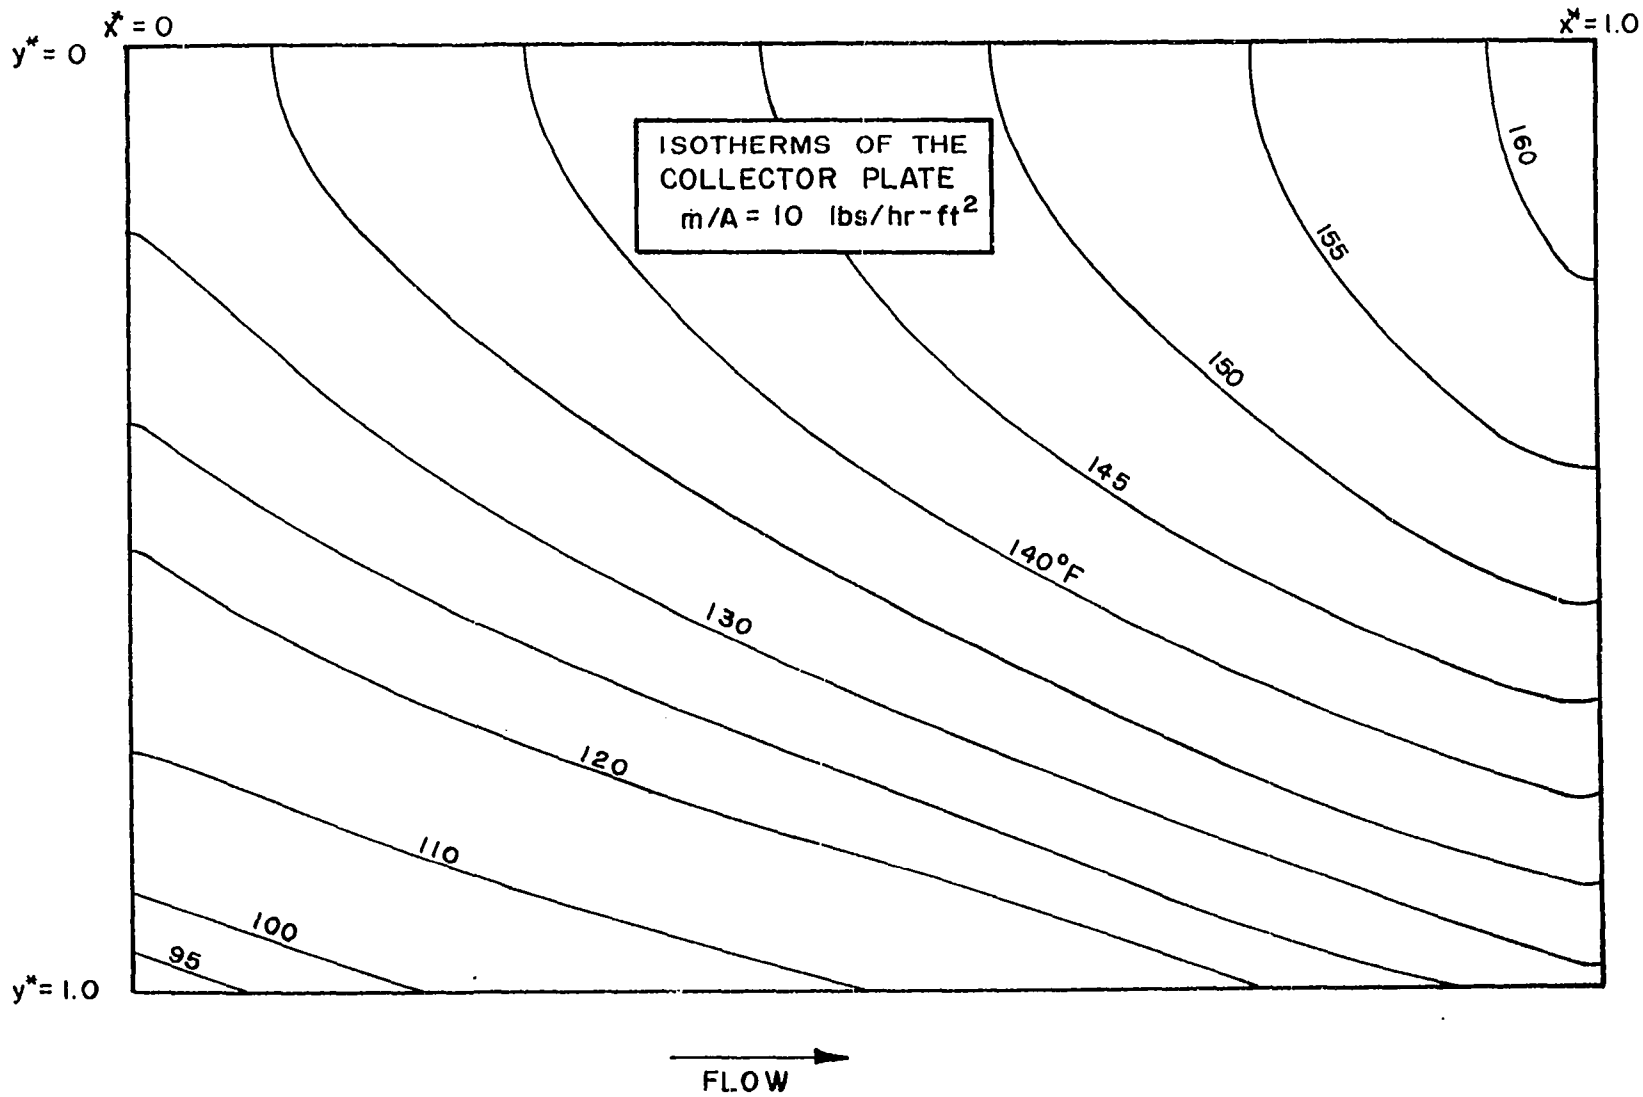 x* = 0
x* = 1.0
y* = 0
ISOTHERMS OF THE
COLLECTOR PLATE
ṁ/A = 10 lbs/hr-ft²
160
155
150
145
140°F
130
120
110
100
95
y* = 1.0
FLOW